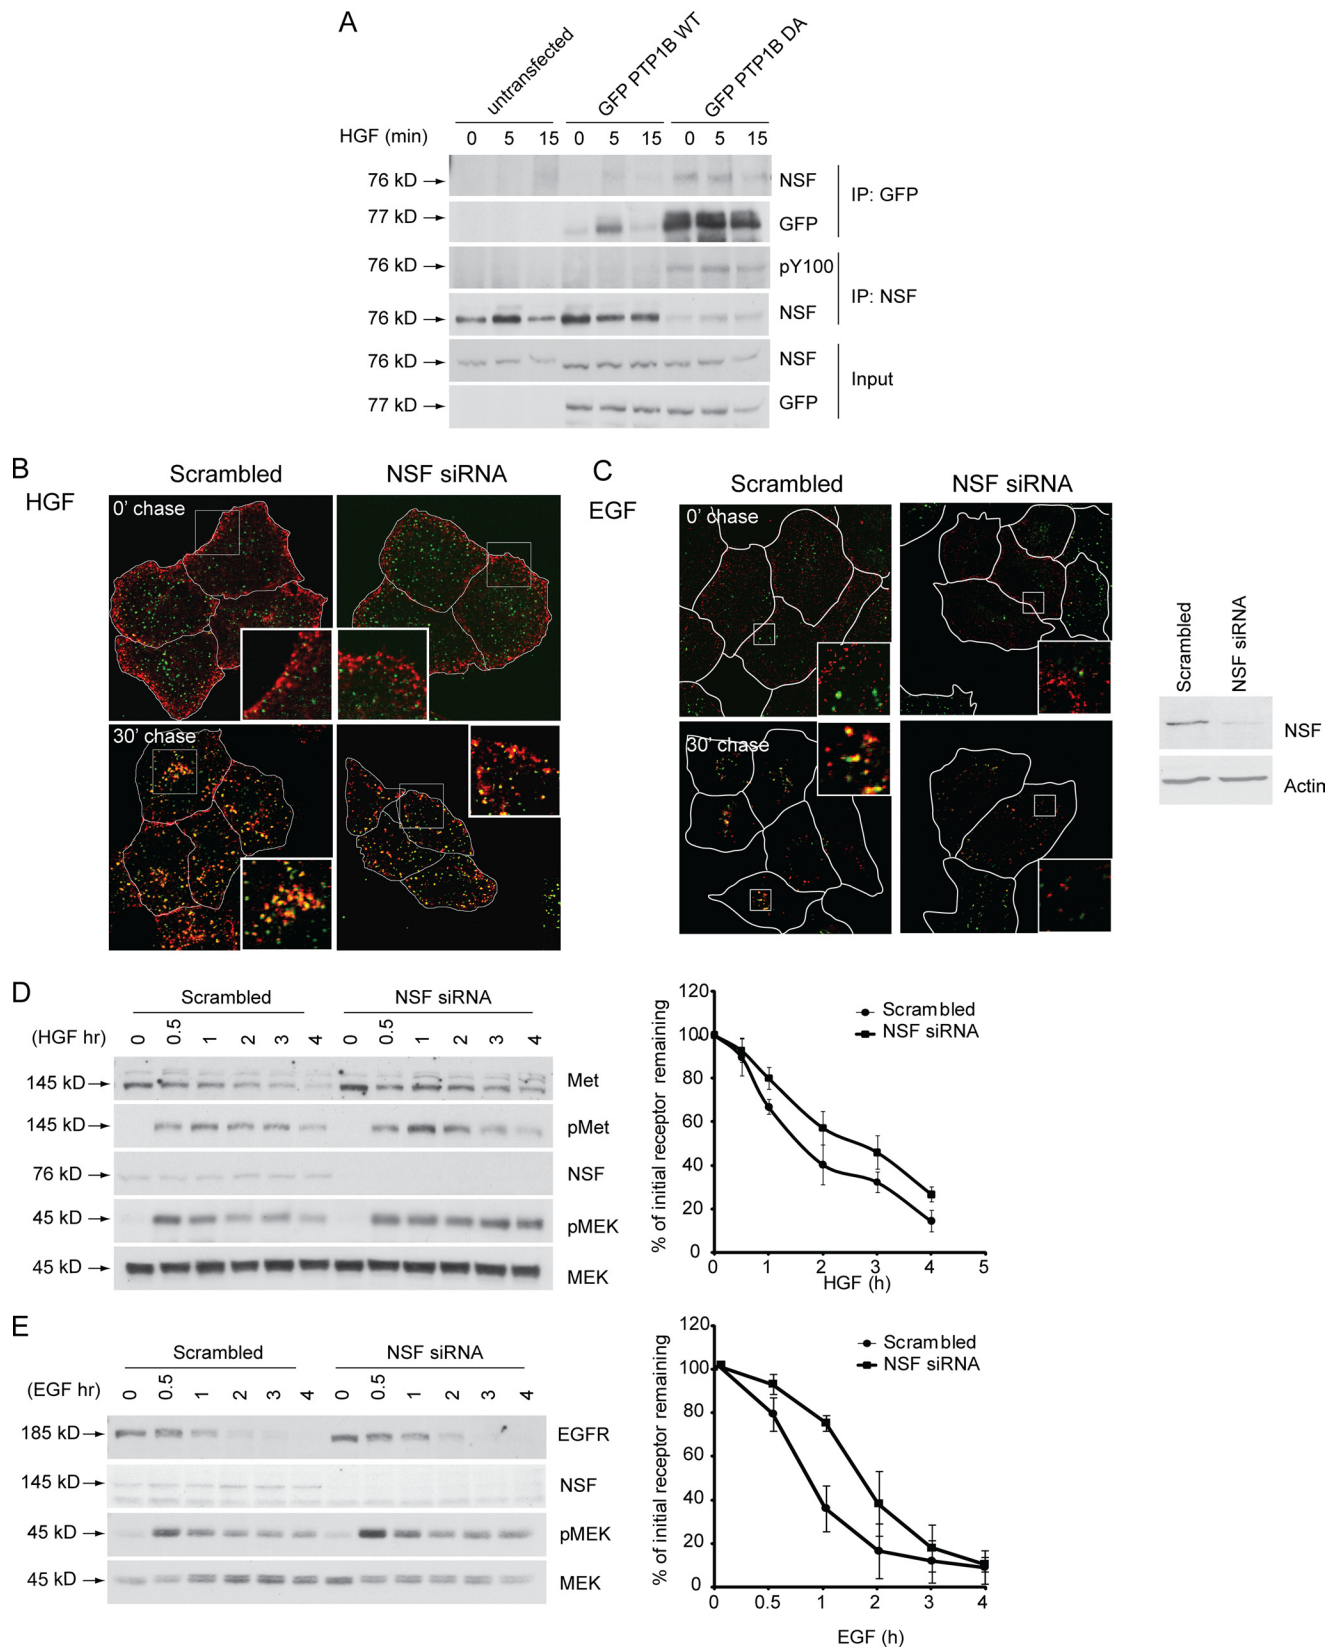 A
untransfected
GFP PTP1B WT
GFP PTP1B DA
HGF (min)
0 5 15 0 5 15 0 5 15
76 kD NSF
77 kD GFP
IP: GFP
76 kD pY100
76 kD NSF
IP: NSF
76 kD NSF
77 kD GFP
Input
B
HGF
Scrambled NSF siRNA
0' chase
30' chase
C
EGF
Scrambled NSF siRNA
0' chase
30' chase
Scrambled
NSF siRNA
NSF
Actin
D
Scrambled NSF siRNA
(HGF hr) 0 0.5 1 2 3 4 0 0.5 1 2 3 4
145 kD Met
145 kD pMet
76 kD NSF
45 kD pMEK
45 kD MEK
% of initial receptor remaining
120
100
80
60
40
20
0
0 1 2 3 4 5
HGF (h)
Scrambled
NSF siRNA
E
Scrambled NSF siRNA
(EGF hr) 0 0.5 1 2 3 4 0 0.5 1 2 3 4
185 kD EGFR
145 kD NSF
45 kD pMEK
45 kD MEK
% of initial receptor remaining
120
100
80
60
40
20
0
0 0.5 1 2 3 4
EGF (h)
Scrambled
NSF siRNA